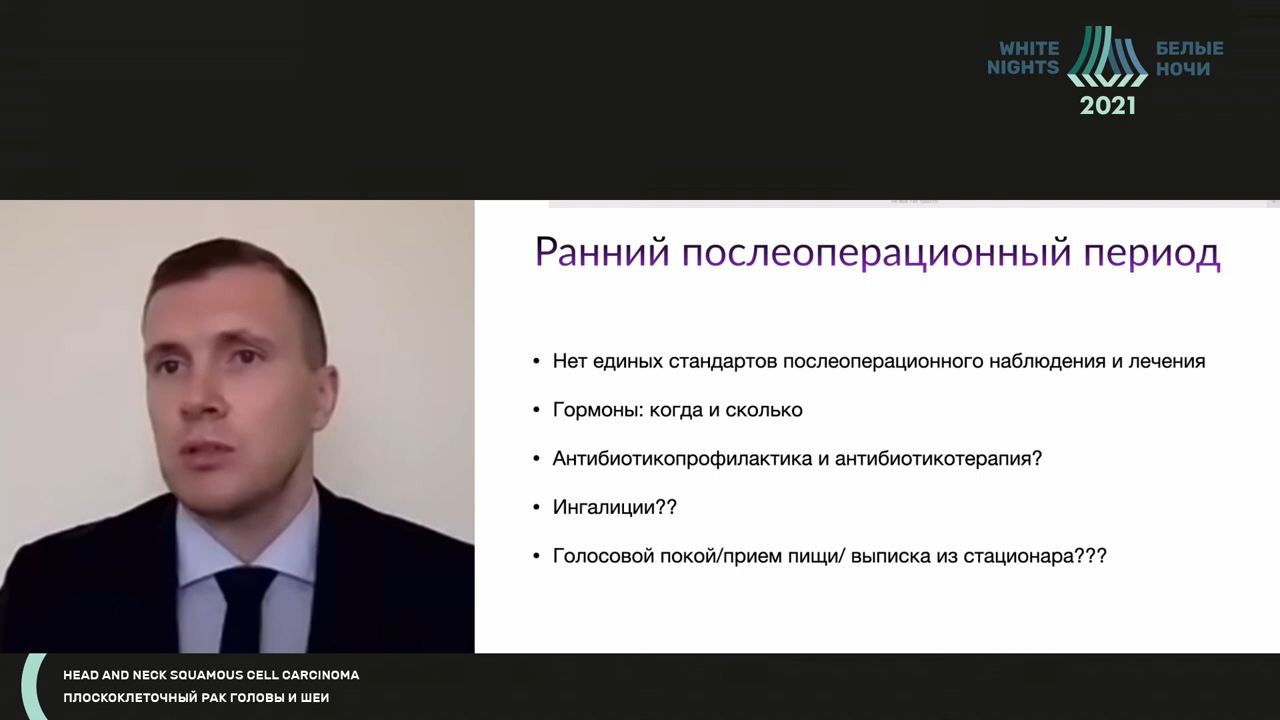 WHITE NIGHTS
БЕЛЫЕ НОЧИ
2021
Ранний послеоперационный период
• Нет единых стандартов послеоперационного наблюдения и лечения
• Гормоны: когда и сколько
• Антибиотикопрофилактика и антибиотикотерапия?
• Ингалиции??
• Голосовой покой/прием пищи/ выписка из стационара???
HEAD AND NECK SQUAMOUS CELL CARCINOMA
ПЛОСКОКЛЕТОЧНЫЙ РАК ГОЛОВЫ И ШЕИ